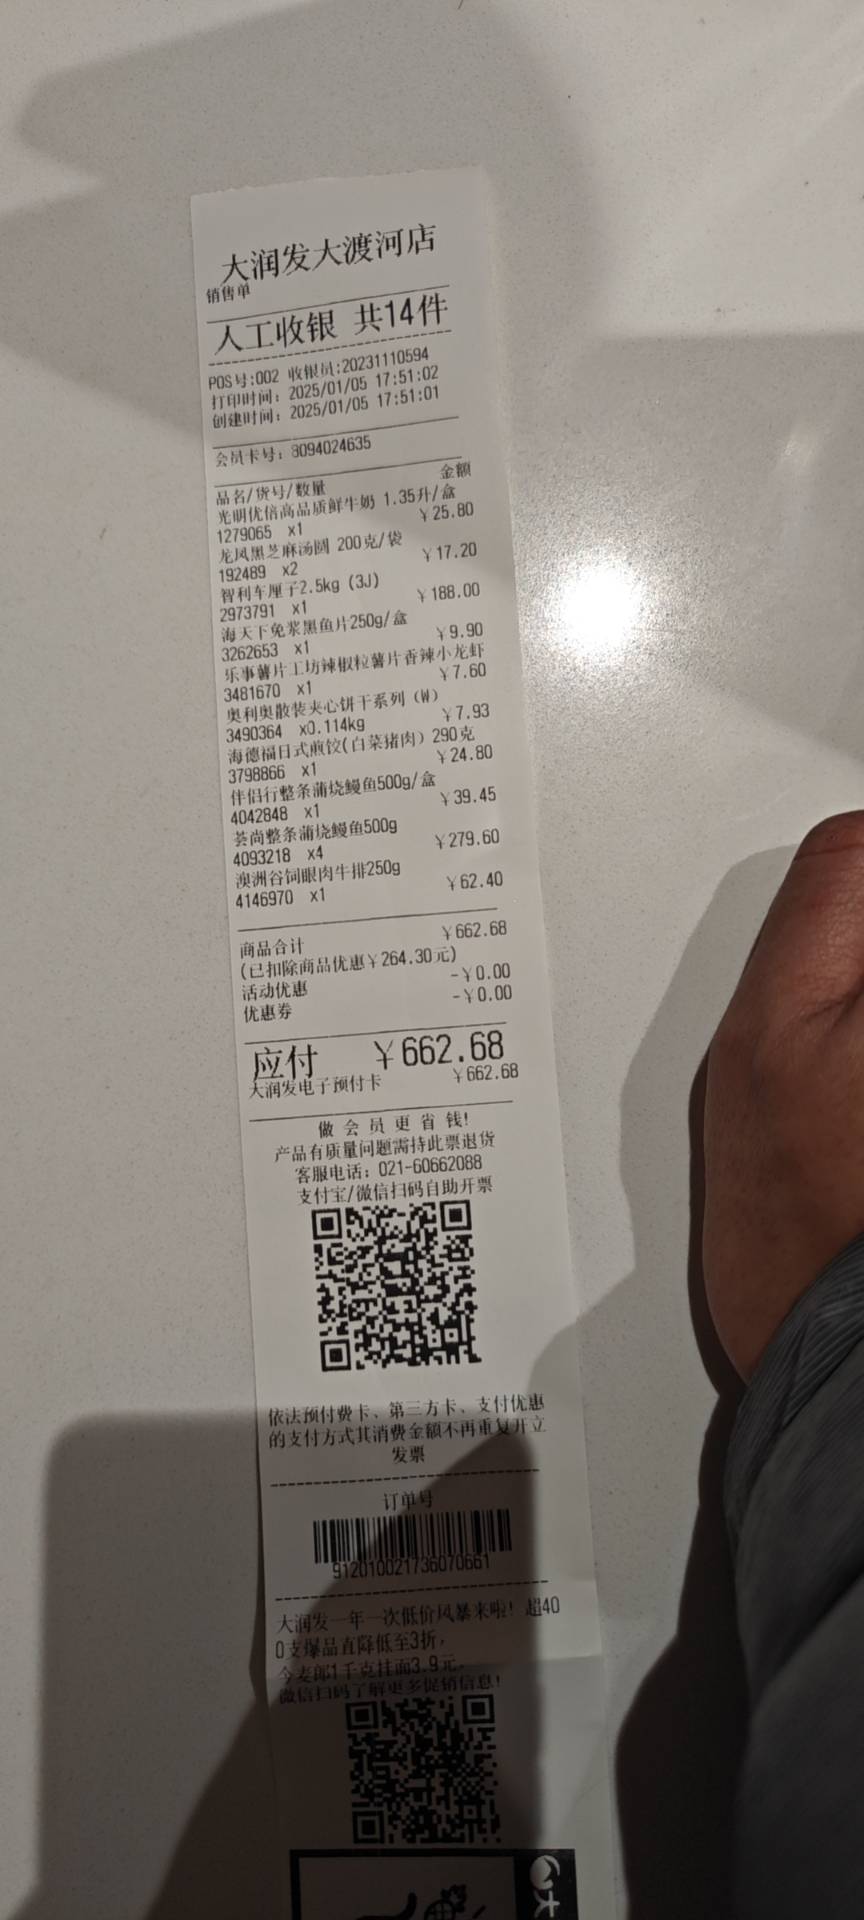 大润发大渡河店
销售单
人工收银 共14件
POS号:002 收银员:20231110594
打印时间: 2025/01/05 17:51:02
创建时间: 2025/01/05 17:51:01
会员卡号: 8094024635
品名/货号/数量 金额
光明优倍高品质鲜牛奶 1.35升/盒
1279065 x1 ¥25.80
龙凤黑芝麻汤圆 200克/袋
192489 x2 ¥17.20
智利车厘子2.5kg (3J)
2973791 x1 ¥188.00
海天下免浆黑鱼片250g/盒
3262653 x1 ¥9.90
乐事薯片工坊辣椒粒薯片香辣小龙虾
3481670 x1 ¥7.60
奥利奥散装夹心饼干系列（W）
3490364 x0.114kg ¥7.93
海德福日式煎饺(白菜猪肉) 290克
3798866 x1 ¥24.80
伴侣行整条蒲烧鳗鱼500g/盒
4042848 x1 ¥39.45
荟尚整条蒲烧鳗鱼500g
4093218 x4 ¥279.60
澳洲谷饲眼肉牛排250g
4146970 x1 ¥62.40
商品合计 ¥662.68
(已扣除商品优惠¥264.30元)
活动优惠 -¥0.00
优惠券 -¥0.00
应付 ¥662.68
大润发电子预付卡 ¥662.68
做会员更省钱!
产品有质量问题需持此票退货
客服电话: 021-60662088
支付宝/微信扫码自助开票
依法预付费卡、第三方卡、支付优惠
的支付方式其消费金额不再重复开立
发票
订单号
912010021736070661
大润发一年一次低价风暴来啦! 超40
0支爆品直降低至3折,
今麦郎1千克挂面3.9元,
微信扫码了解更多促销信息!
大